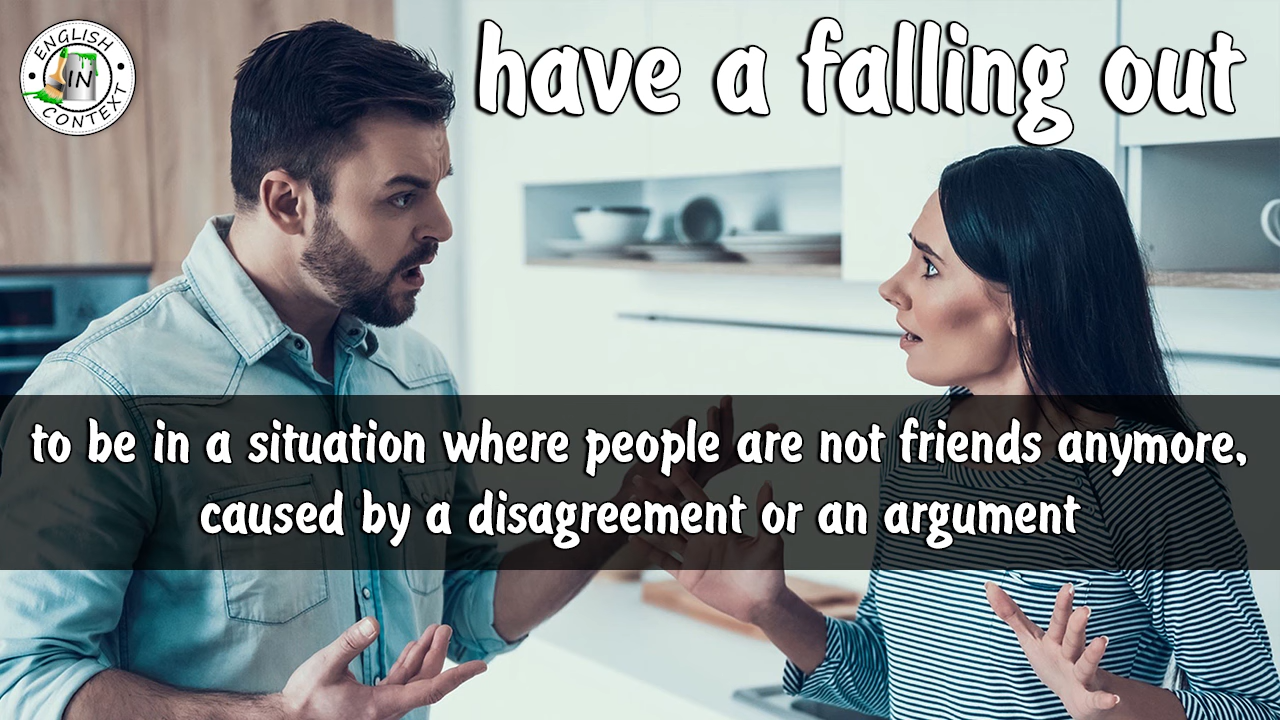 ENGLISH
IN
CONTEXT
have a falling out
to be in a situation where people are not friends anymore,
caused by a disagreement or an argument